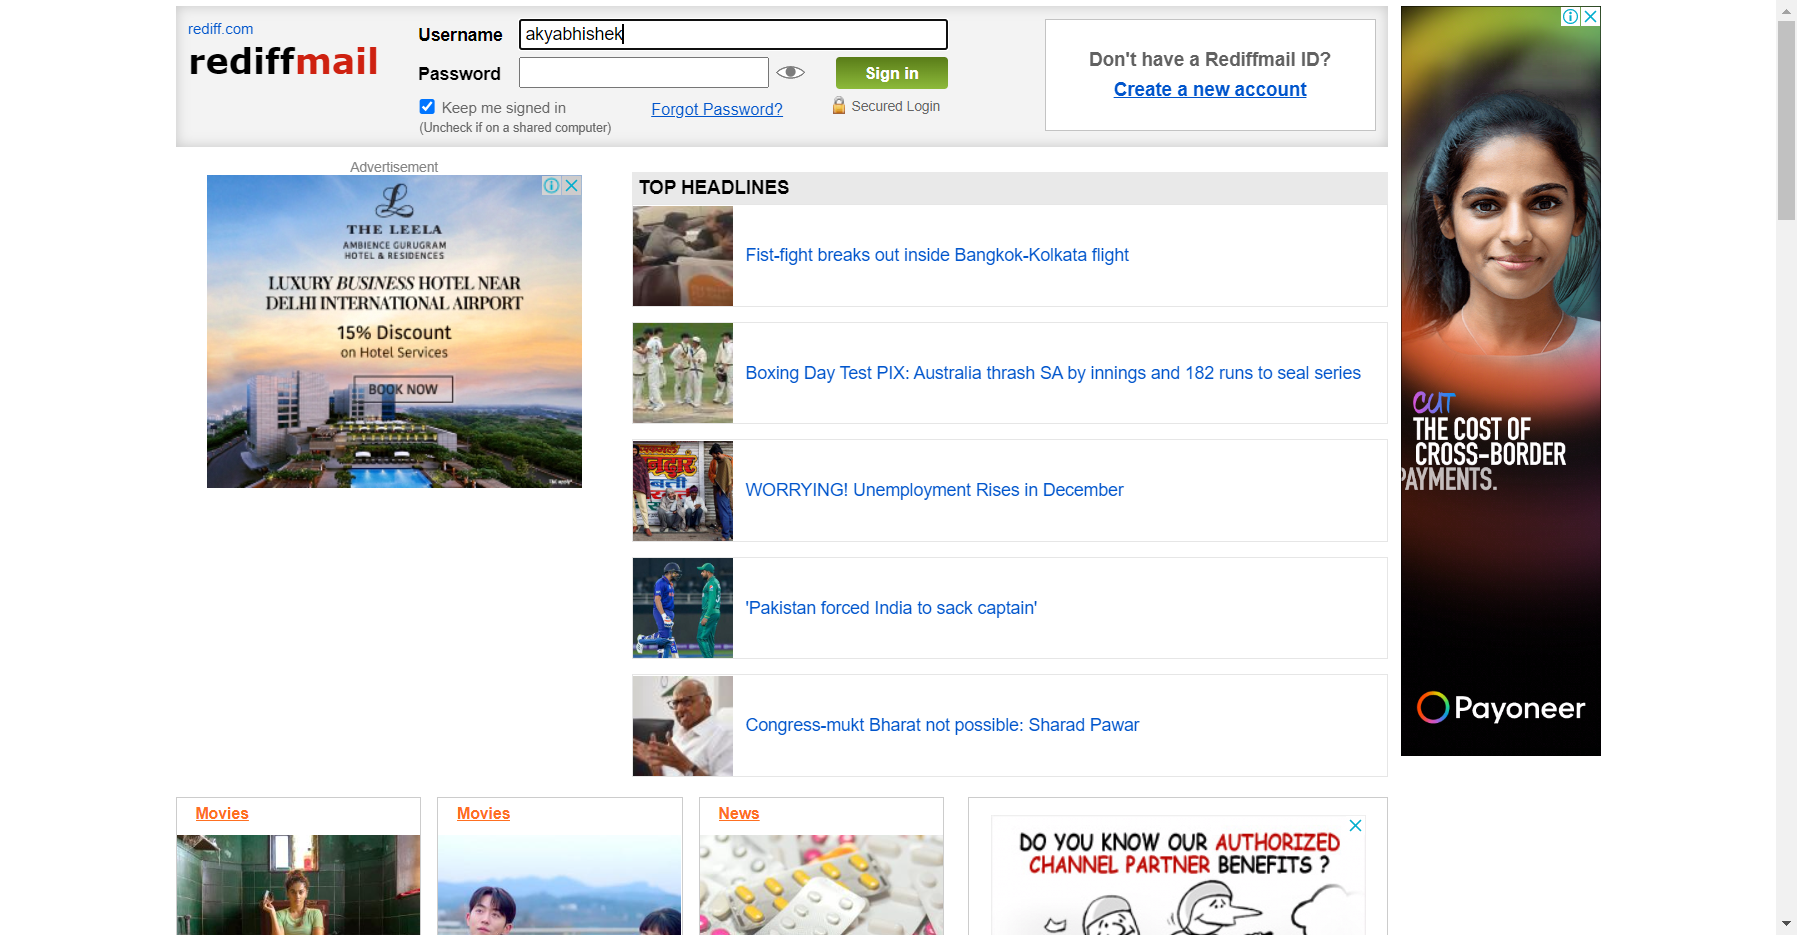 rediff.com
rediffmail
Username
akyabhishek
Password
Sign in
Keep me signed in
(Uncheck if on a shared computer)
Forgot Password?
Secured Login
Don't have a Rediffmail ID?
Create a new account
Advertisement
THE LEELA
AMBIENCE GURUGRAM
HOTEL & RESIDENCES
LUXURY BUSINESS HOTEL NEAR
DELHI INTERNATIONAL AIRPORT
15% Discount
on Hotel Services
BOOK NOW
TOP HEADLINES
Fist-fight breaks out inside Bangkok-Kolkata flight
Boxing Day Test PIX: Australia thrash SA by innings and 182 runs to seal series
WORRYING! Unemployment Rises in December
'Pakistan forced India to sack captain'
Congress-mukt Bharat not possible: Sharad Pawar
CUT
THE COST OF
CROSS-BORDER
PAYMENTS.
Payoneer
Movies
Movies
News
DO YOU KNOW OUR AUTHORIZED
CHANNEL PARTNER BENEFITS ?